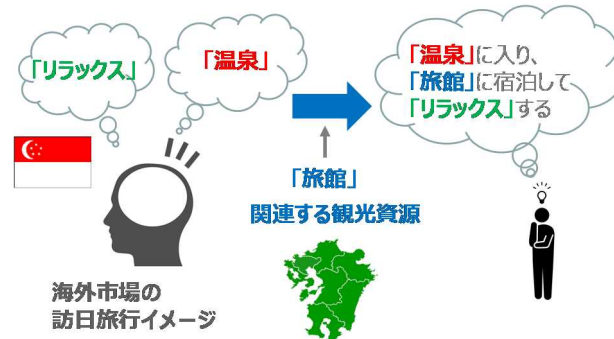 「リラックス」
「温泉」
「温泉」に入り、
「旅館」に宿泊して
「リラックス」する
「旅館」
関連する観光資源
海外市場の
訪日旅行イメージ